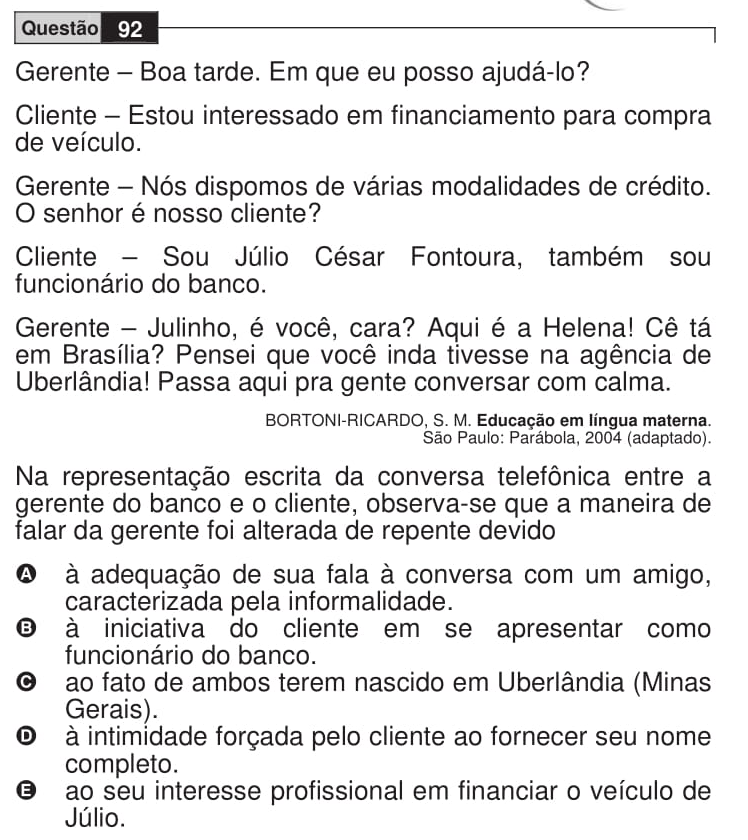 Questão 92
Gerente – Boa tarde. Em que eu posso ajudá-lo?
Cliente – Estou interessado em financiamento para compra
de veículo.
Gerente – Nós dispomos de várias modalidades de crédito.
O senhor é nosso cliente?
Cliente – Sou Júlio César Fontoura, também sou
funcionário do banco.
Gerente – Julinho, é você, cara? Aqui é a Helena! Cê tá
em Brasília? Pensei que você inda tivesse na agência de
Uberlândia! Passa aqui pra gente conversar com calma.
BORTONI-RICARDO, S. M. Educação em língua materna.
São Paulo: Parábola, 2004 (adaptado).
Na representação escrita da conversa telefônica entre a
gerente do banco e o cliente, observa-se que a maneira de
falar da gerente foi alterada de repente devido
A à adequação de sua fala à conversa com um amigo,
caracterizada pela informalidade.
B à iniciativa do cliente em se apresentar como
funcionário do banco.
C ao fato de ambos terem nascido em Uberlândia (Minas
Gerais).
D à intimidade forçada pelo cliente ao fornecer seu nome
completo.
E ao seu interesse profissional em financiar o veículo de
Júlio.